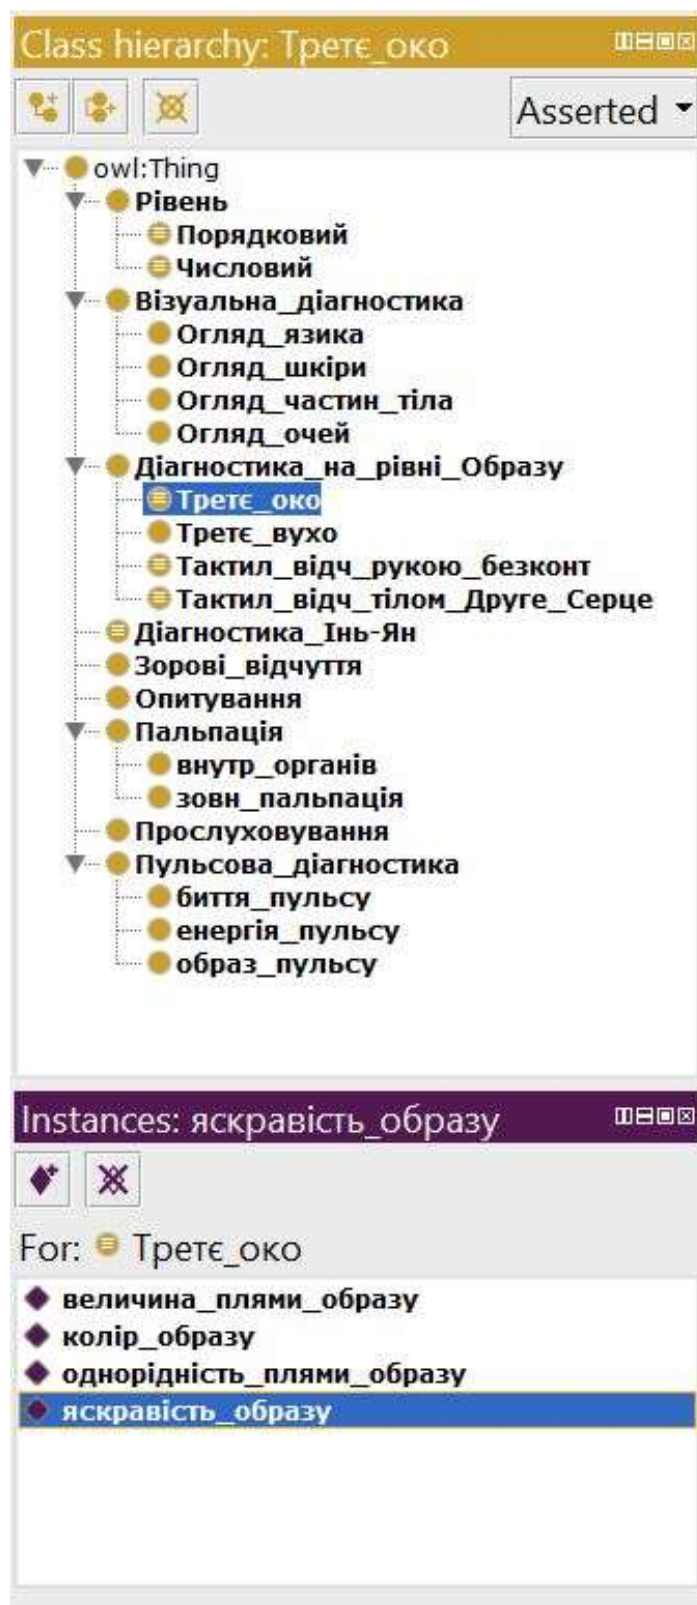 Class hierarchy: Третє_око
Asserted
owl:Thing
Рівень
Порядковий
Числовий
Візуальна_діагностика
Огляд_язика
Огляд_шкіри
Огляд_частин_тіла
Огляд_очей
Діагностика_на_рівні_Образу
Третє_око
Третє_вухо
Тактил_відч_рукою_безконт
Тактил_відч_тілом_Друге_Серце
Діагностика_Інь-Ян
Зорові_відчуття
Опитування
Пальпація
внутр_органів
зовн_пальпація
Прослуховування
Пульсова_діагностика
биття_пульсу
енергія_пульсу
образ_пульсу
Instances: яскравість_образу
For: Третє_око
величина_плями_образу
колір_образу
однорідність_плями_образу
яскравість_образу